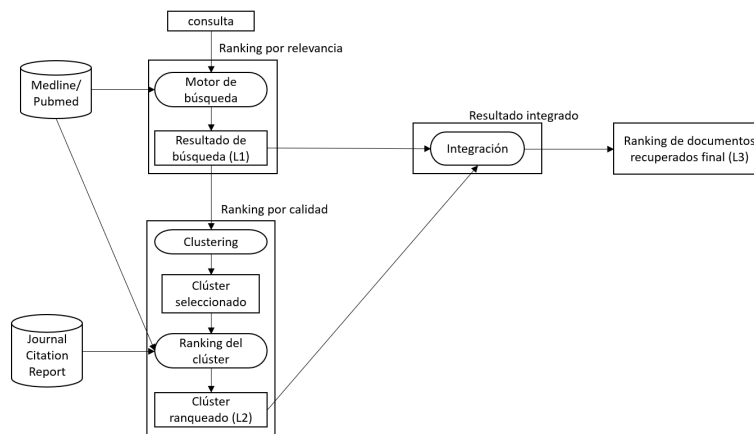 consulta
Ranking por relevancia
Medline/
Pubmed
Motor de
búsqueda
Resultado de
búsqueda (L1)
Resultado integrado
Integración
Ranking de documentos
recuperados final (L3)
Ranking por calidad
Clustering
Clúster
seleccionado
Journal
Citation
Report
Ranking del
clúster
Clúster
ranqueado (L2)